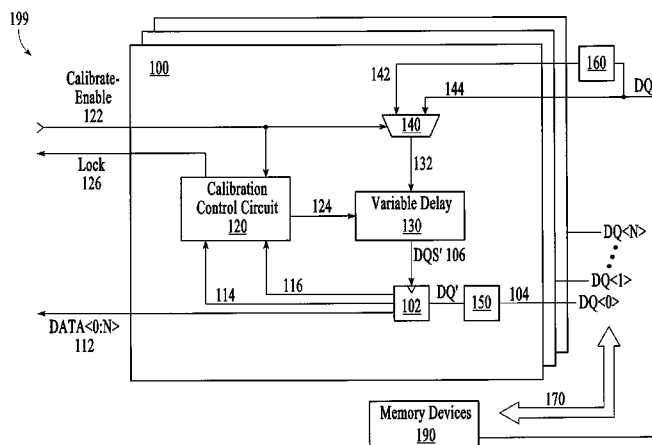 199
100
142
160
144
DQ
Calibrate-
Enable
122
140
Lock
126
132
Calibration
Control Circuit
120
124
Variable Delay
130
DQS' 106
DQ<N>
DQ<1>
DQ<0>
116
114
102
DQ'
150
104
DATA<0:N>
112
170
Memory Devices
190